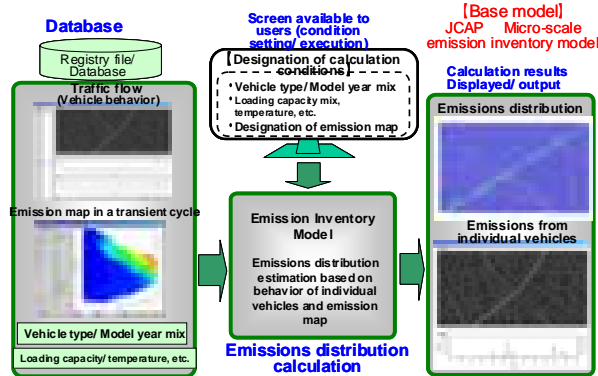 Database
Registry file/
Database
Traffic flow
(Vehicle behavior)
Emission map in a transient cycle
Vehicle type/ Model year mix
Loading capacity/ temperature, etc.
Screen available to
users (condition
setting/ execution)
【Designation of calculation
conditions】
・Vehicle type/ Model year mix
・Loading capacity mix,
temperature, etc.
・Designation of emission map
Emission Inventory
Model
Emissions distribution
estimation based on
behavior of individual
vehicles and emission
map
Emissions distribution
calculation
【Base model】
JCAP Micro-scale
emission inventory model
Calculation results
Displayed/ output
Emissions distribution
Emissions from
individual vehicles